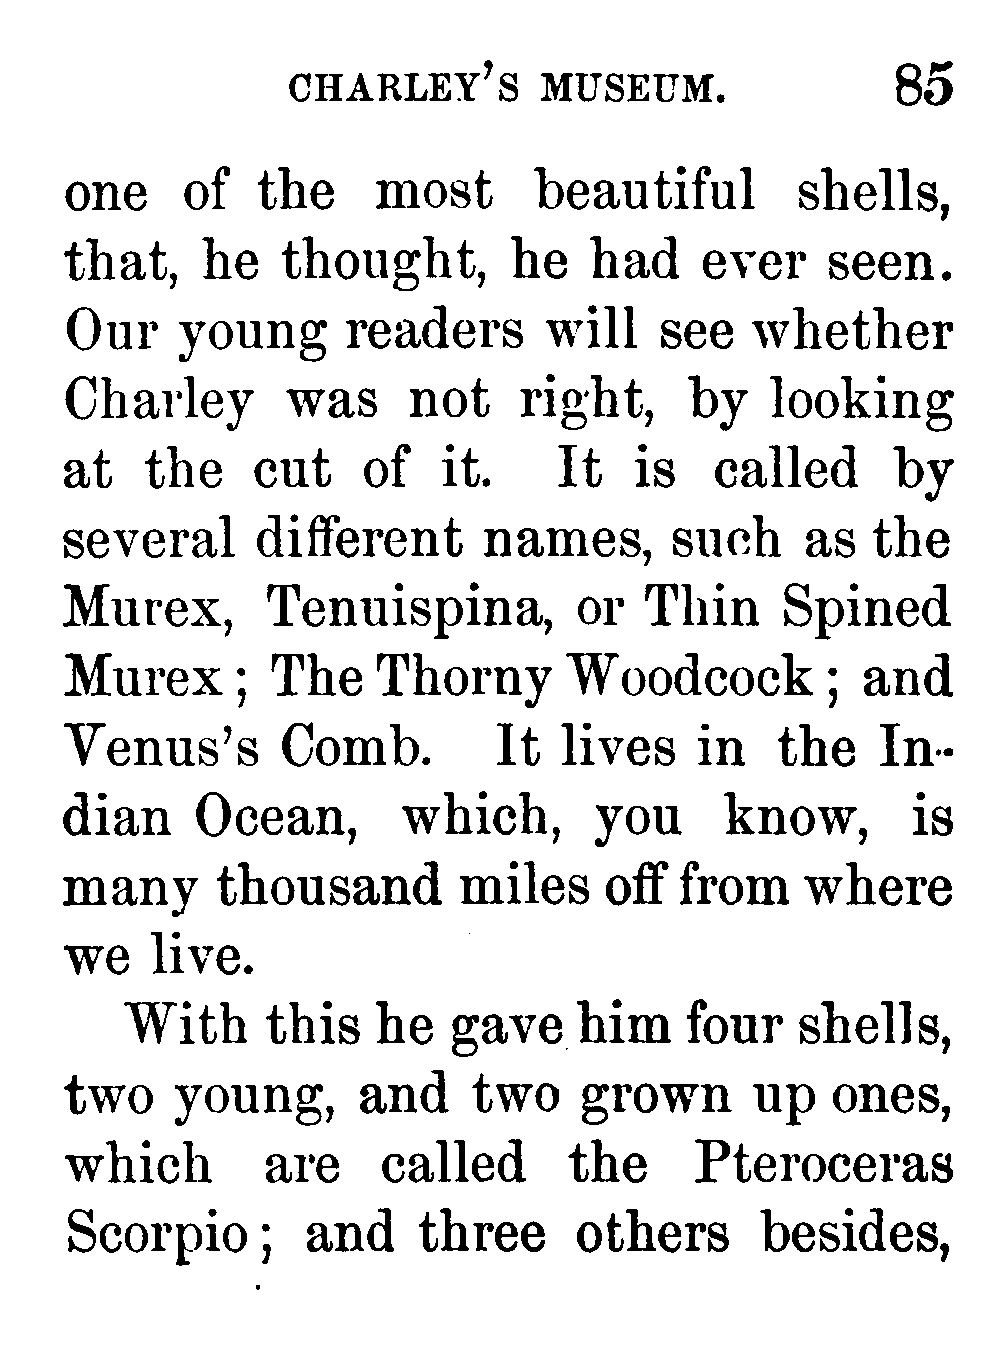 CHARLEY'S MUSEUM. 85
one of the most beautiful shells,
that, he thought, he had ever seen.
Our young readers will see whether
Charley was not right, by looking
at the cut of it. It is called by
several different names, such as the
Murex, Tenuispina, or Thin Spined
Murex; The Thorny Woodcock; and
Venus's Comb. It lives in the In-
dian Ocean, which, you know, is
many thousand miles off from where
we live.
With this he gave him four shells,
two young, and two grown up ones,
which are called the Pteroceras
Scorpio; and three others besides,